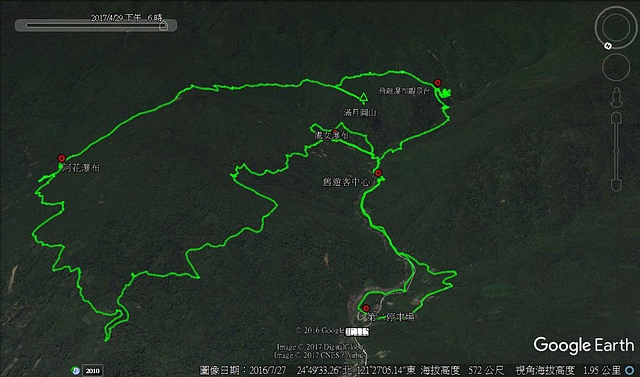 2017/4/29 下午 6:時
飛遊瀑布觀景台
滿月圓山
處女瀑布
河花瀑布
舊遊客中心
第一停車場
© 2016 Google
Image © 2017 DigitalGlobe
Image © 2017 CNES / Airbus
Google Earth
2010
圖像日期：2016/7/27 24°49'33.26"北 121°27'05.14"東 海拔高度 572 公尺 視角海拔高度 1.95 公里